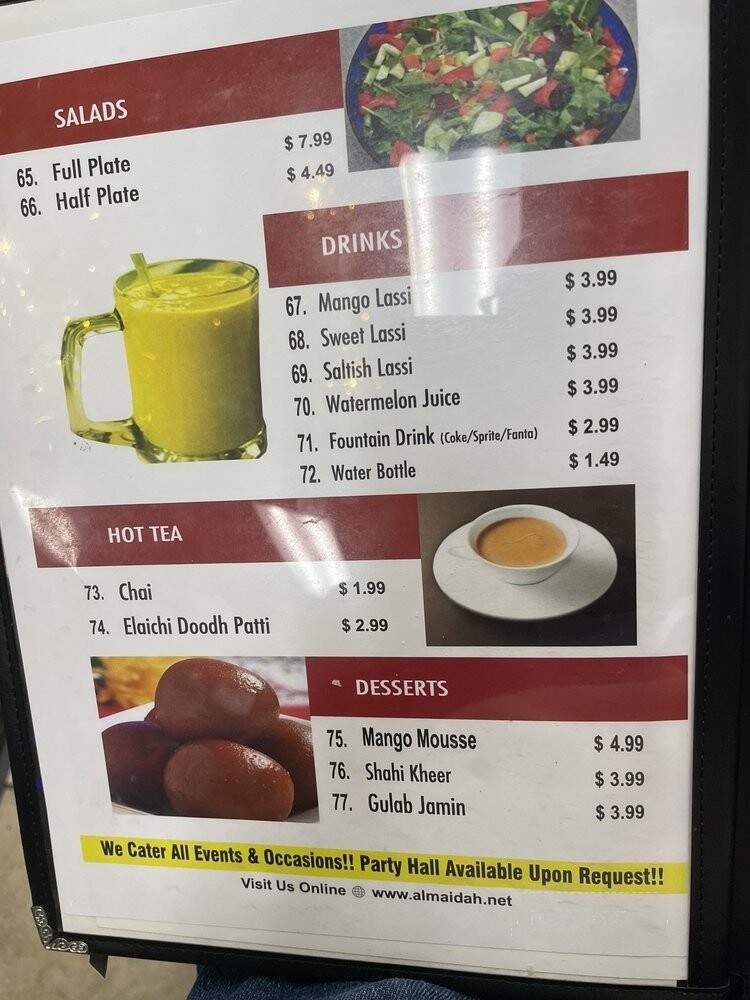 SALADS
65. Full Plate $ 7.99
66. Half Plate $ 4.49
DRINKS
67. Mango Lassi $ 3.99
68. Sweet Lassi $ 3.99
69. Saltish Lassi $ 3.99
70. Watermelon Juice $ 3.99
71. Fountain Drink (Coke/Sprite/Fanta) $ 2.99
72. Water Bottle $ 1.49
HOT TEA
73. Chai $ 1.99
74. Elaichi Doodh Patti $ 2.99
DESSERTS
75. Mango Mousse $ 4.99
76. Shahi Kheer $ 3.99
77. Gulab Jamin $ 3.99
We Cater All Events & Occasions!! Party Hall Available Upon Request!!
Visit Us Online www.almaidah.net